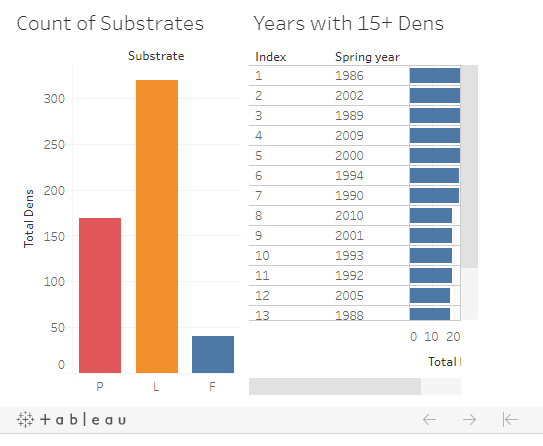 Count of Substrates
Substrate
Total Dens
300
250
200
150
100
50
0
P L F
Years with 15+ Dens
Index Spring year
1 1986
2 2002
3 1989
4 2009
5 2000
6 1994
7 1990
8 2010
9 2001
10 1993
11 1992
12 2005
13 1988
0 10 20
Total
+ a b | e a u